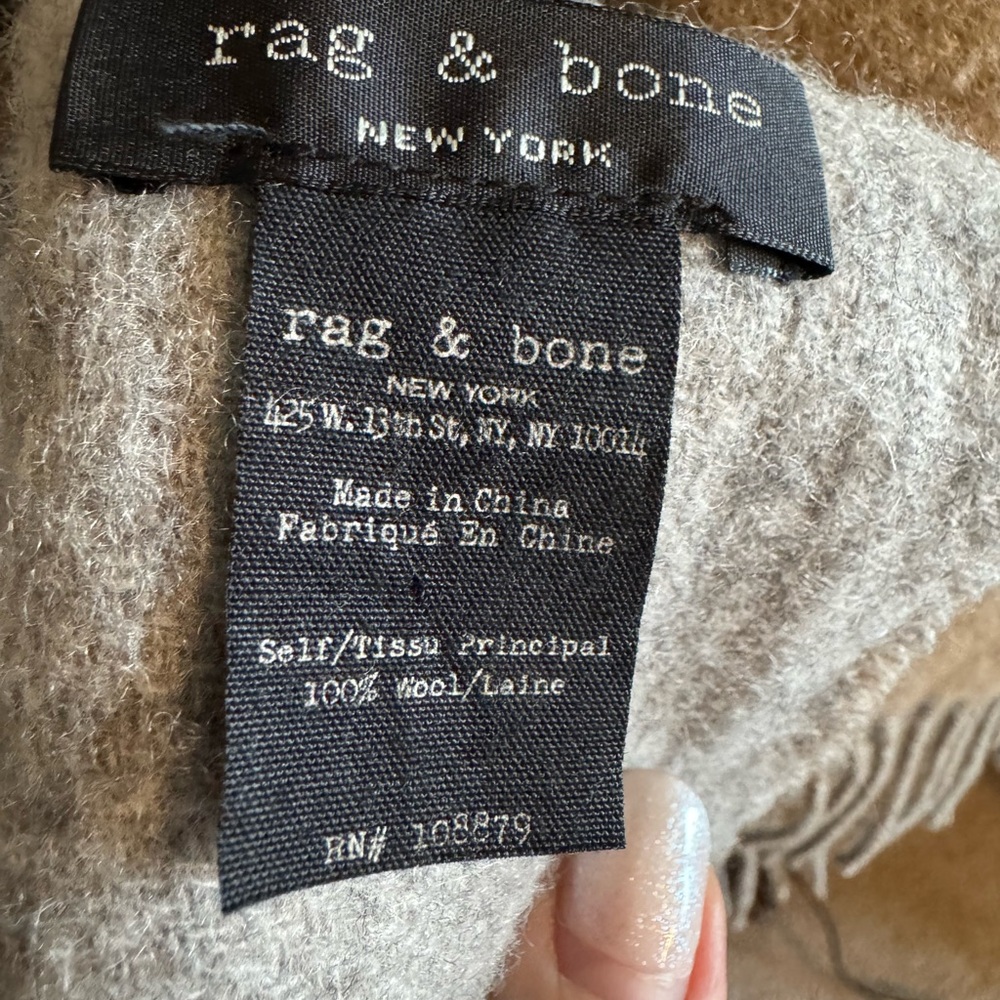 rag & bone
NEW YORK
rag & bone
NEW YORK
425 W. 13th St, NY, NY 10014
Made in China
Fabriqué En Chine
Self/Tissu Principal
100% Wool/Laine
RN# 108879